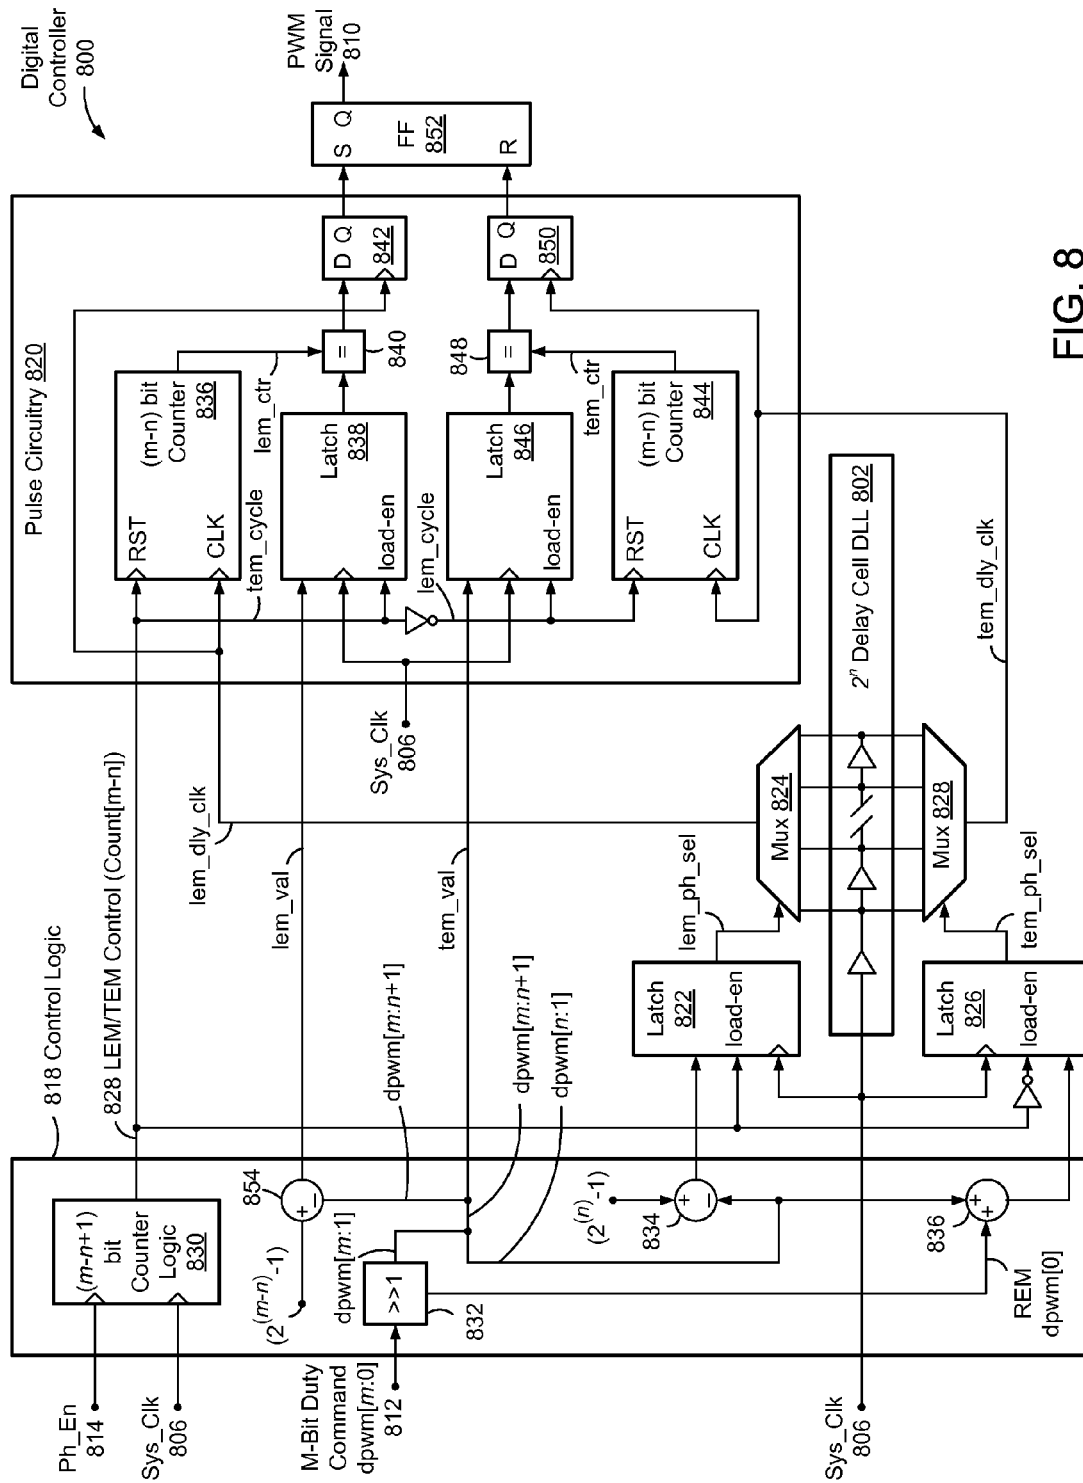 Digital
Controller
800
818 Control Logic
828 LEM/TEM Control (Count[m-n])
Pulse Circuitry 820
Ph_En
814
Sys_Clk
806
(m-n+1)
bit
Counter
Logic
830
RST
(m-n) bit
Counter
836
CLK
tem_cycle
lem_ctr
lem_dly_clk
854
+
−
(2^(m-n)-1)
lem_val
Latch
838
load-en
=
840
D Q
842
PWM
Signal
810
S Q
FF
852
R
M-Bit Duty
Command
dpwm[m:0]
812
>>1
832
dpwm[m:1]
dpwm[m:n+1]
dpwm[m:n+1]
dpwm[n:1]
tem_val
Sys_Clk
806
lem_cycle
Latch
846
load-en
848
=
D Q
850
tem_ctr
RST
(m-n) bit
Counter
844
CLK
(2^(n)-1)
834
+
−
Latch
822
load-en
lem_ph_sel
Mux 824
2^n Delay Cell DLL 802
Mux 828
tem_ph_sel
tem_dly_clk
Sys_Clk
806
Latch
826
load-en
836
+
+
REM
dpwm[0]
FIG. 8